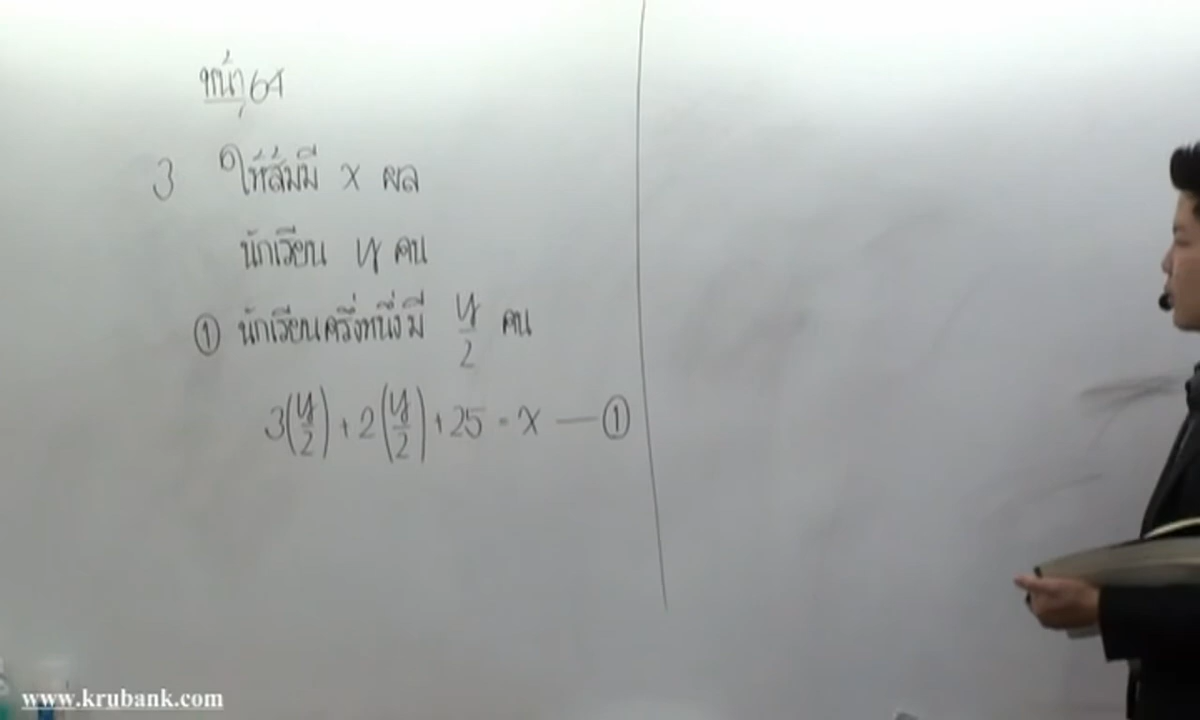 หน้า 64
3 ให้ส้มมี x ผล
นักเรียน y คน
① นักเรียนครึ่งหนึ่งมี y/2 คน
3(y/2) + 2(y/2) + 25 = x — ①
www.krubank.com